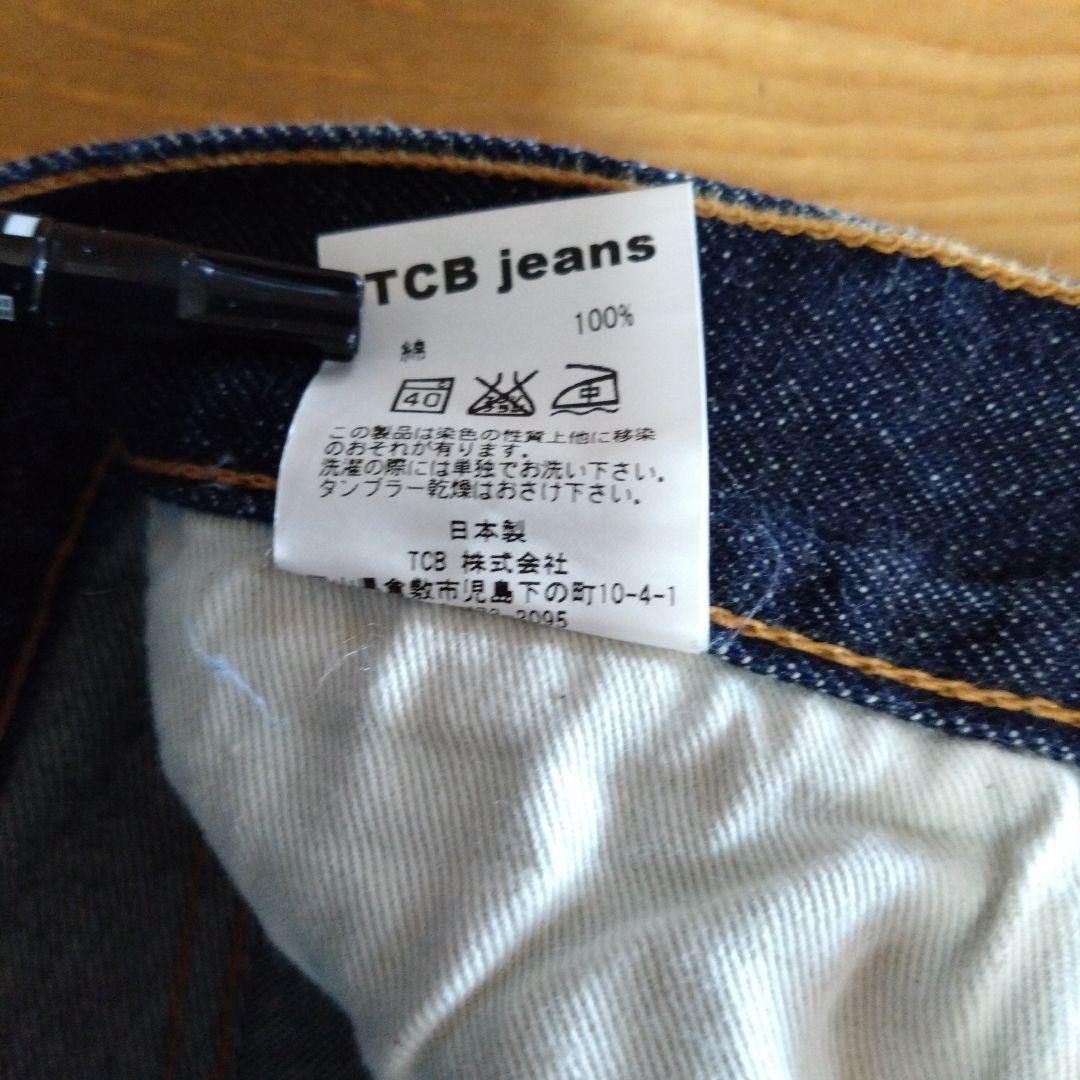 TCB jeans
綿 100%
40
この製品は染色の性質上他に移染
のおそれが有ります。
洗濯の際には単独でお洗い下さい。
タンブラー乾燥はおさけ下さい。
日本製
TCB 株式会社
倉敷市児島下の町10-4-1
2095